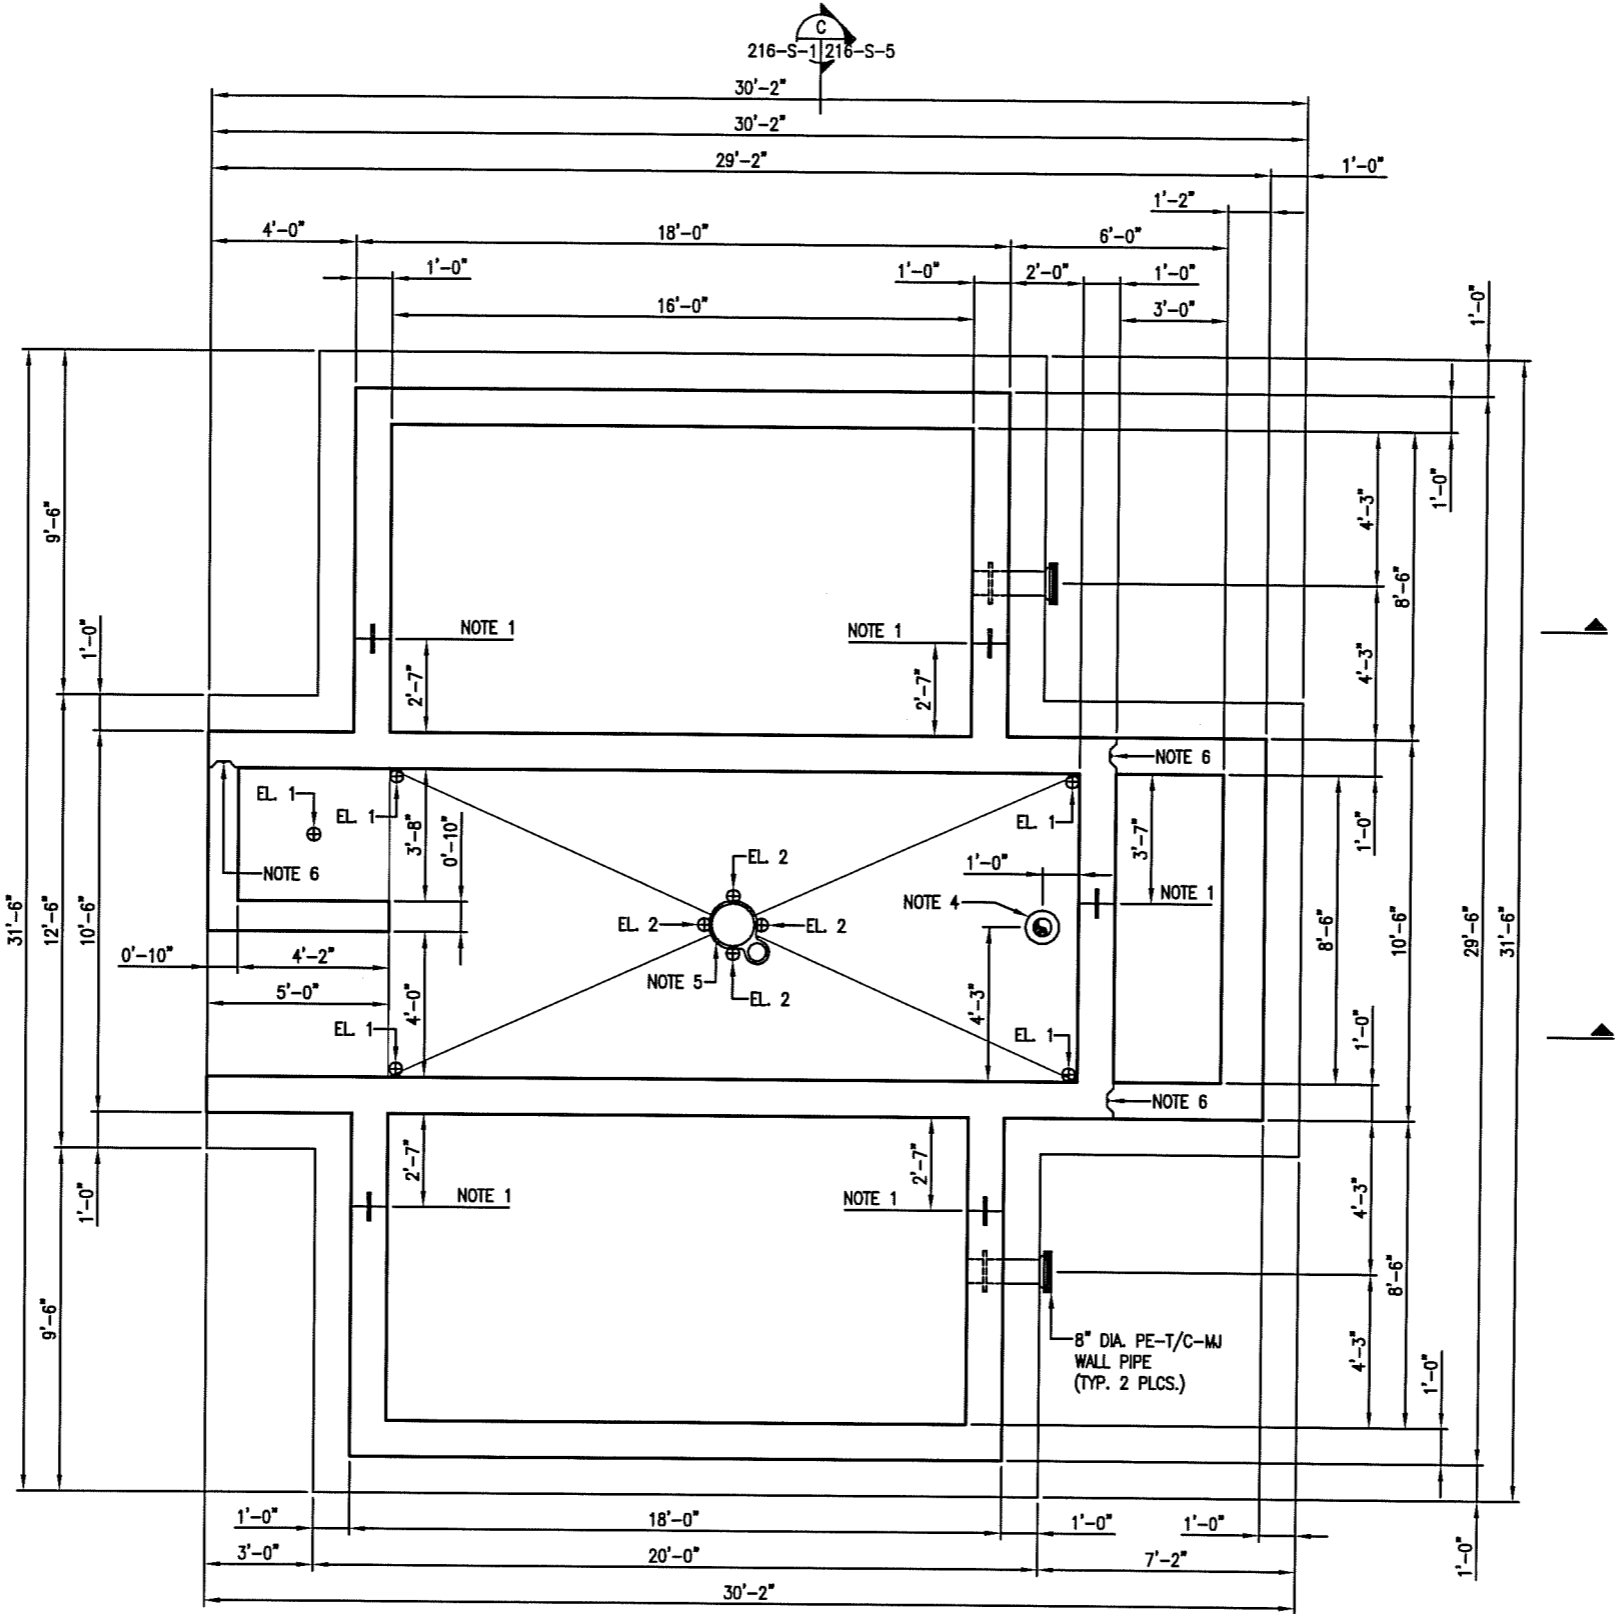 C
216-S-1 216-S-5
30'-2"
30'-2"
29'-2"
1'-0"
1'-2"
4'-0"
18'-0"
6'-0"
1'-0"
1'-0"
2'-0"
1'-0"
16'-0"
3'-0"
1'-0"
9'-6"
4'-3"
1'-0"
8'-6"
1'-0"
NOTE 1
NOTE 1
4'-3"
2'-7"
2'-7"
NOTE 6
EL. 1
EL. 1
3'-8"
0'-10"
EL. 1
3'-7"
1'-0"
NOTE 6
EL. 2
1'-0"
NOTE 4
NOTE 1
31'-6"
12'-6"
10'-6"
EL. 2
EL. 2
8'-6"
10'-6"
29'-6"
31'-6"
0'-10"
4'-2"
NOTE 5
5'-0"
EL. 2
4'-0"
4'-3"
EL. 1
EL. 1
1'-0"
NOTE 6
2'-7"
2'-7"
1'-0"
NOTE 1
NOTE 1
4'-3"
8'-6"
9'-6"
8" DIA. PE-T/C-MJ
WALL PIPE
(TYP. 2 PLCS.)
4'-3"
1'-0"
1'-0"
18'-0"
1'-0"
1'-0"
3'-0"
20'-0"
7'-2"
1'-0"
30'-2"